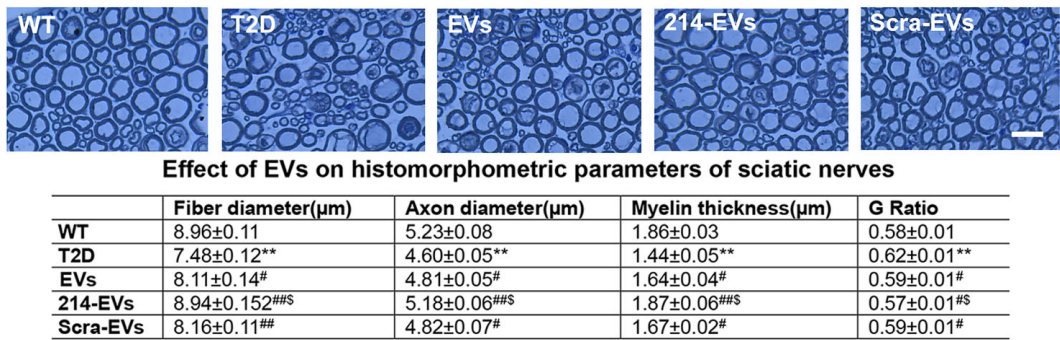 WT T2D EVs 214-EVs Scra-EVs
Effect of EVs on histomorphometric parameters of sciatic nerves
Fiber diameter(μm) Axon diameter(μm) Myelin thickness(μm) G Ratio
WT 8.96±0.11 5.23±0.08 1.86±0.03 0.58±0.01
T2D 7.48±0.12** 4.60±0.05** 1.44±0.05** 0.62±0.01**
EVs 8.11±0.14# 4.81±0.05# 1.64±0.04# 0.59±0.01#
214-EVs 8.94±0.152##$ 5.18±0.06##$ 1.87±0.06##$ 0.57±0.01#$
Scra-EVs 8.16±0.11## 4.82±0.07# 1.67±0.02# 0.59±0.01#